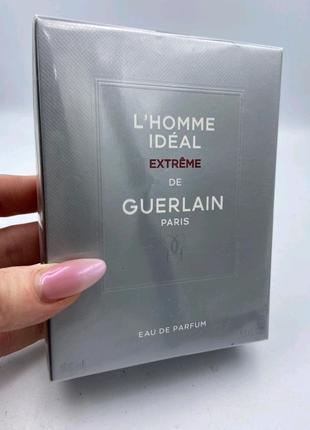 L'HOMME
IDÉAL
EXTRÊME
DE
GUERLAIN
PARIS
EAU DE PARFUM